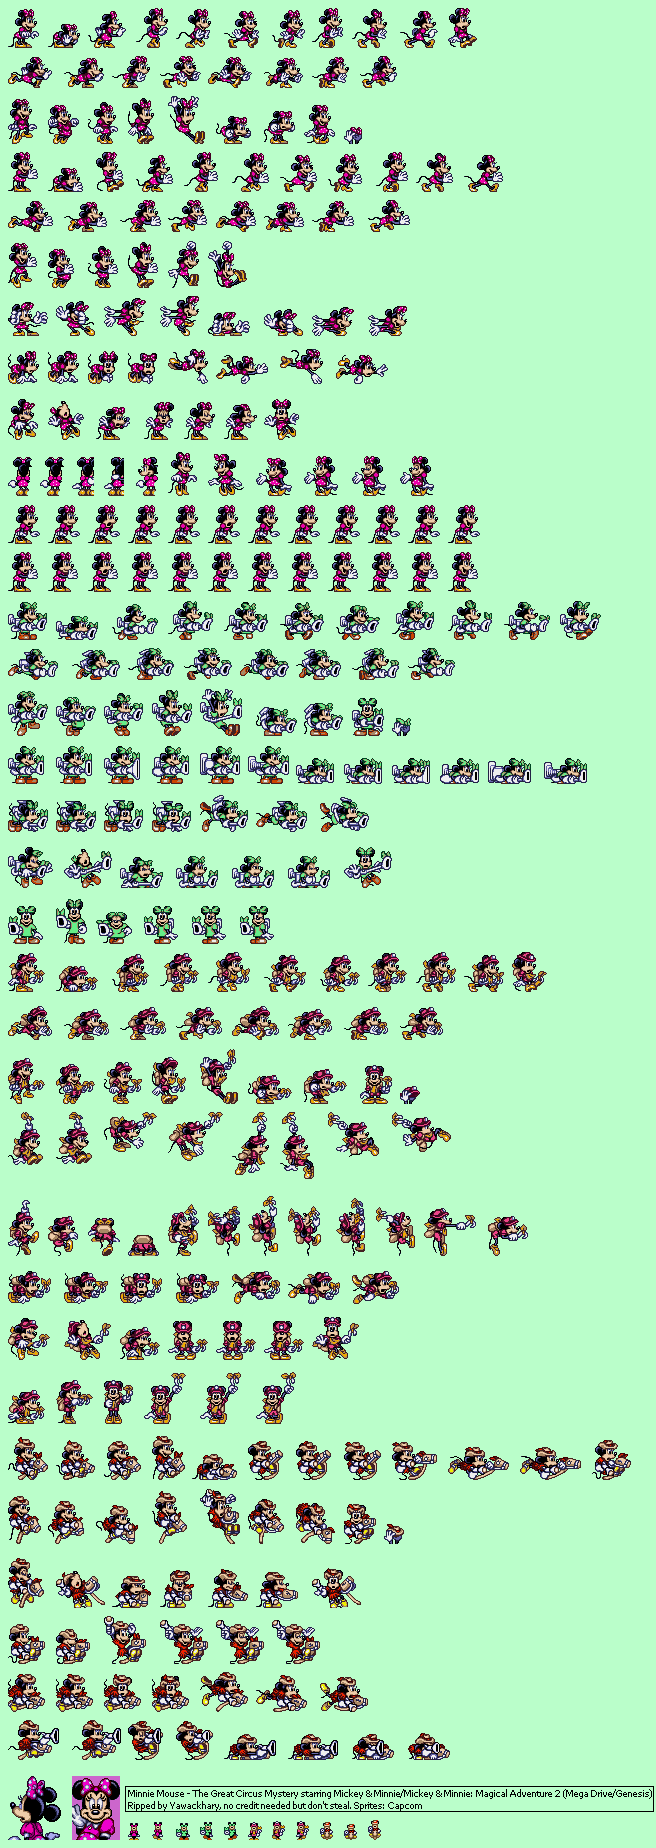 Minnie Mouse - The Great Circus Mystery starring Mickey & Minnie/Mickey & Minnie: Magical Adventure 2 (Mega Drive/Genesis)
Ripped by Yawackhary, no credit needed but don't steal. Sprites: Capcom